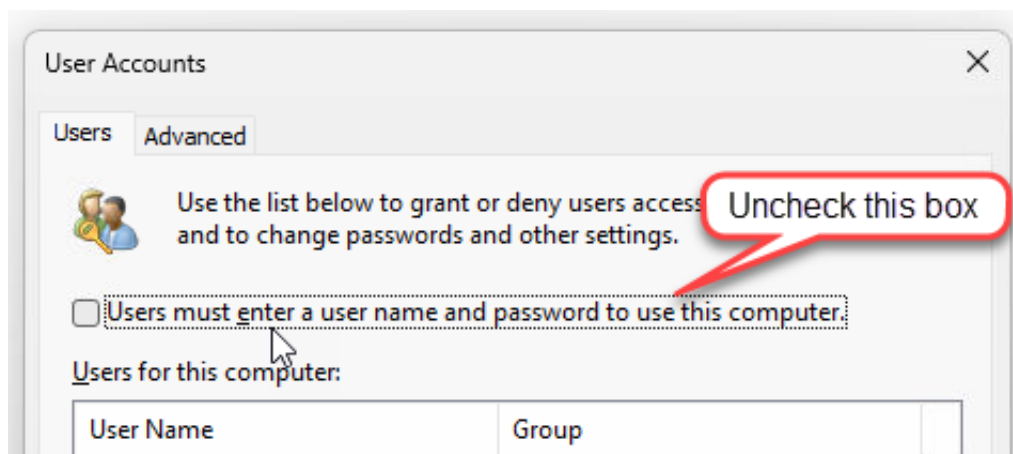 User Accounts
Users
Advanced
Use the list below to grant or deny users access
and to change passwords and other settings.
Uncheck this box
Users must enter a user name and password to use this computer.
Users for this computer:
User Name
Group